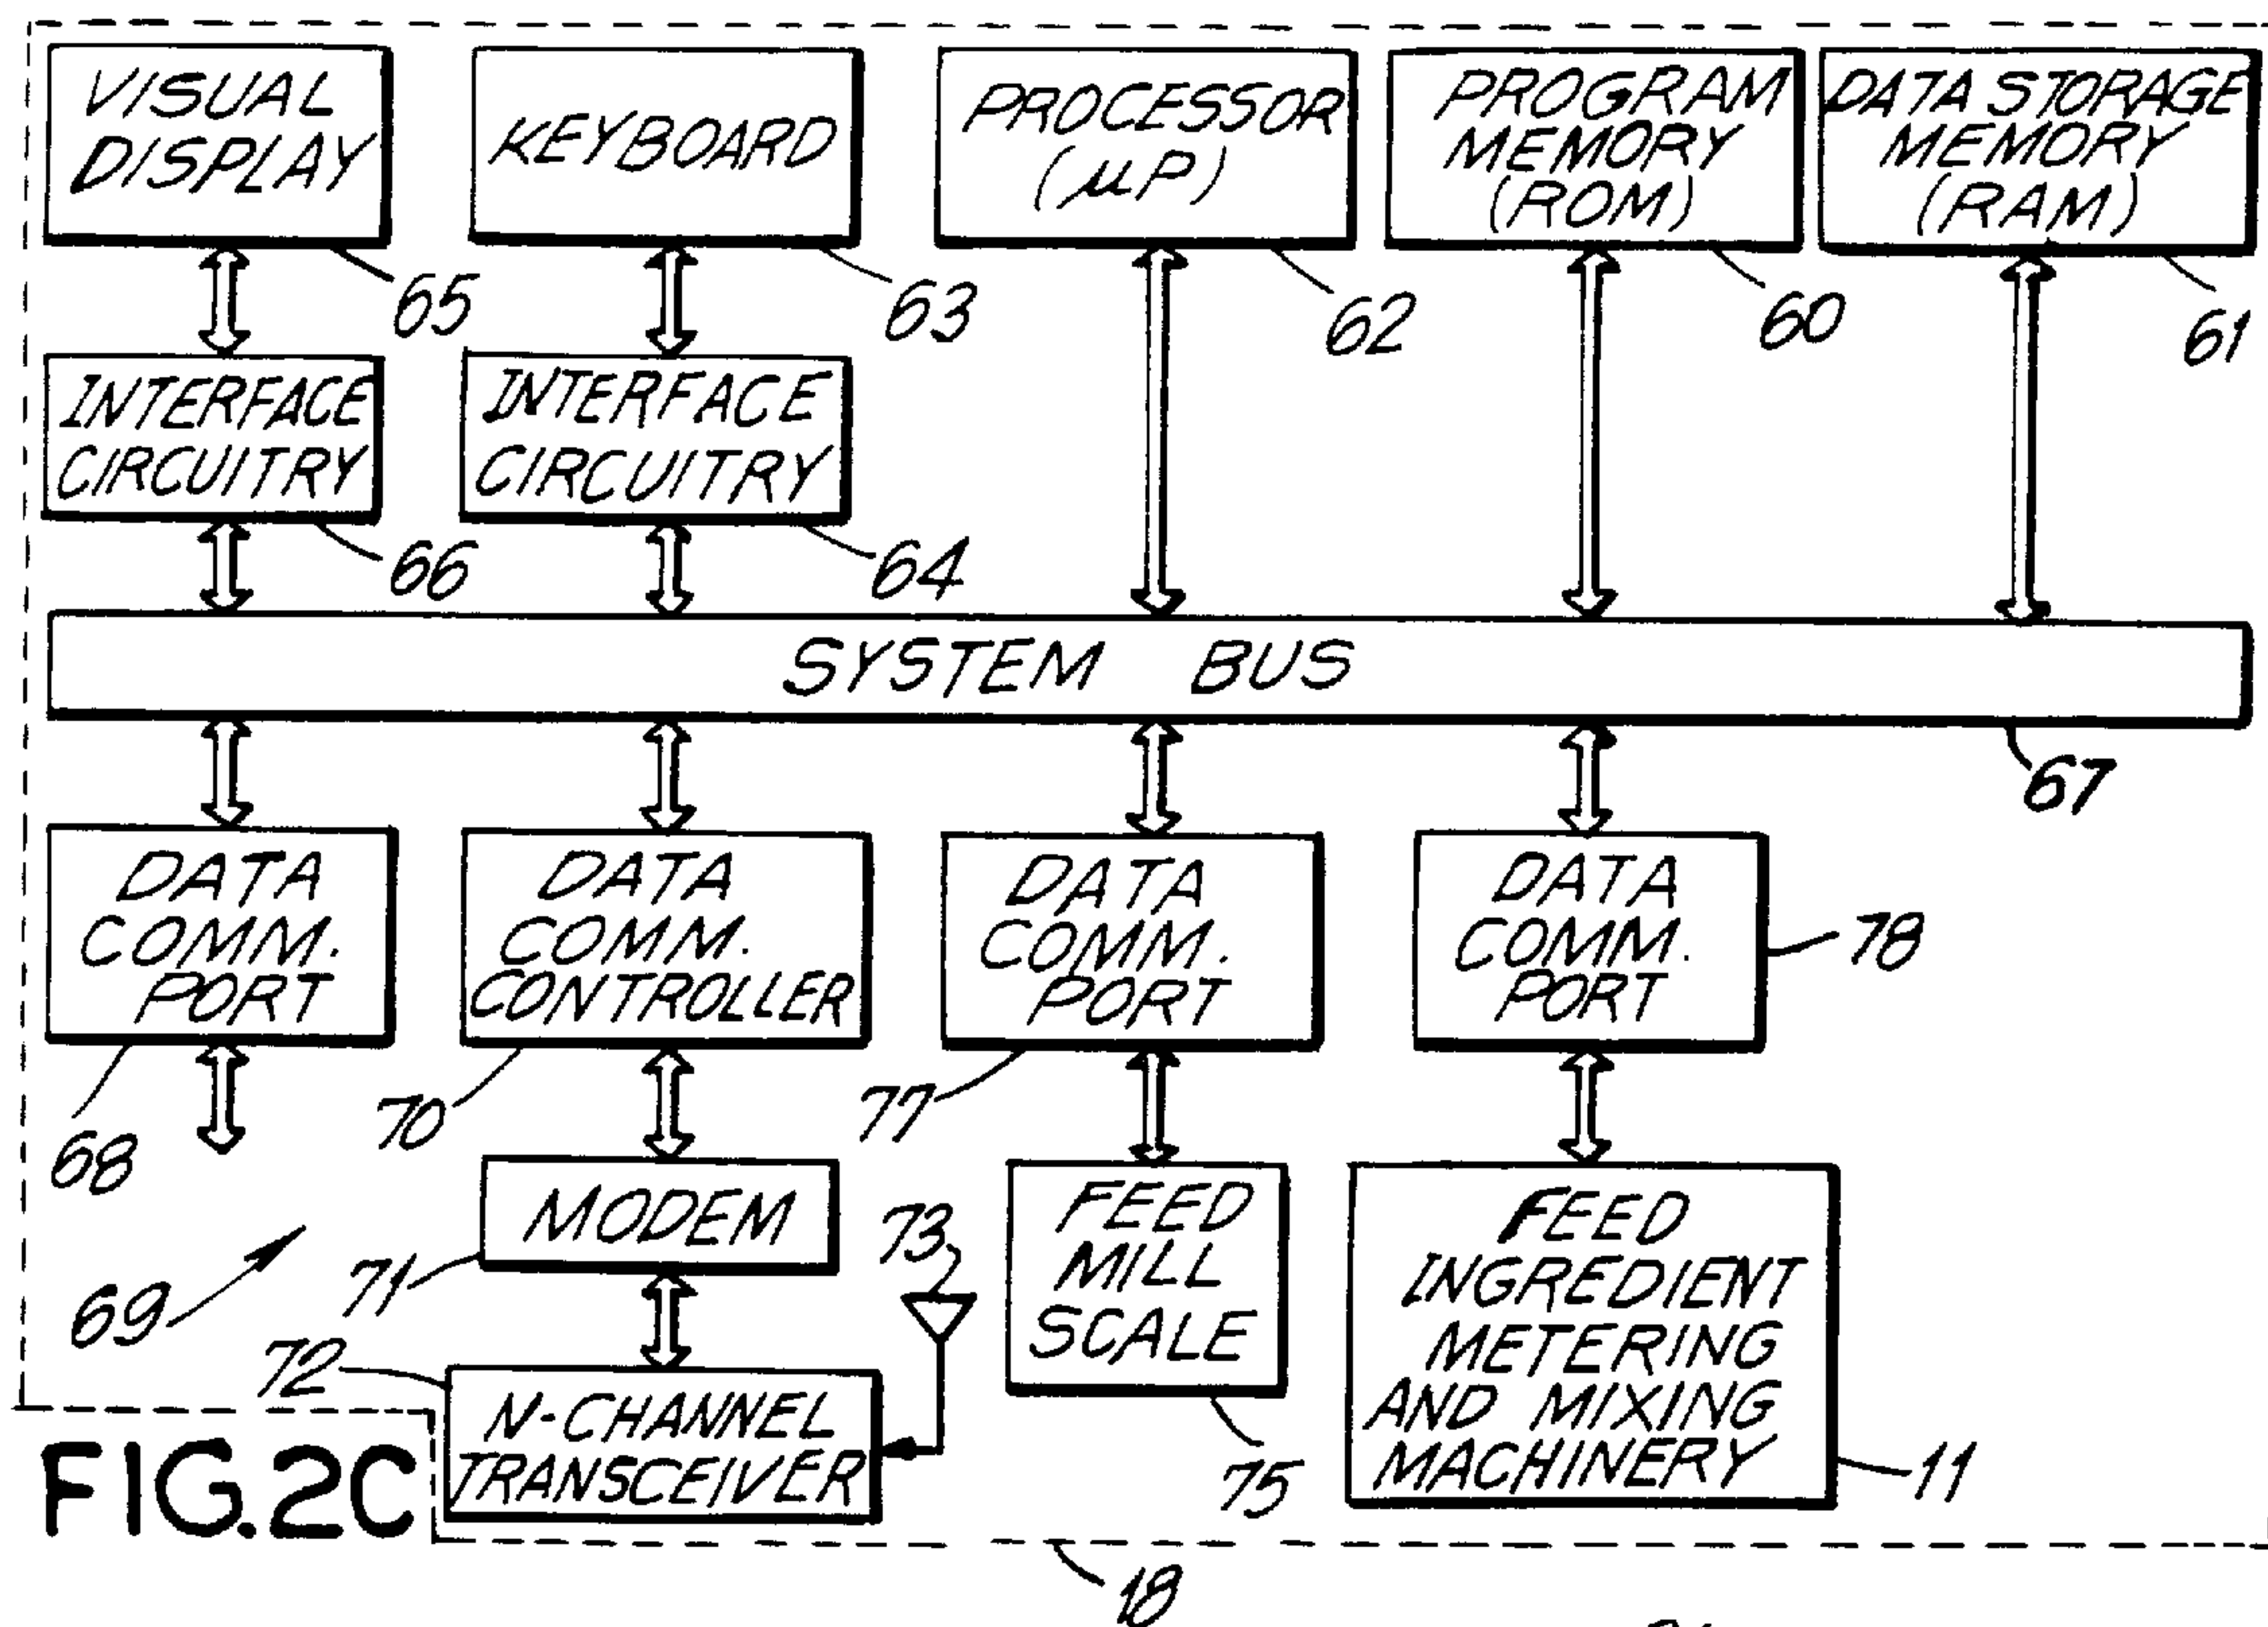 VISUAL
DISPLAY
KEYBOARD
PROCESSOR
(μP)
PROGRAM
MEMORY
(ROM)
DATA STORAGE
MEMORY
(RAM)
65
63
62
60
61
INTERFACE
CIRCUITRY
INTERFACE
CIRCUITRY
66
64
SYSTEM BUS
67
DATA
COMM.
PORT
DATA
COMM.
CONTROLLER
DATA
COMM.
PORT
DATA
COMM.
PORT
78
68
70
77
MODEM
71
73
FEED
MILL
SCALE
FEED
INGREDIENT
METERING
AND MIXING
MACHINERY
69
72
N-CHANNEL
TRANSCEIVER
75
11
FIG.2C
18